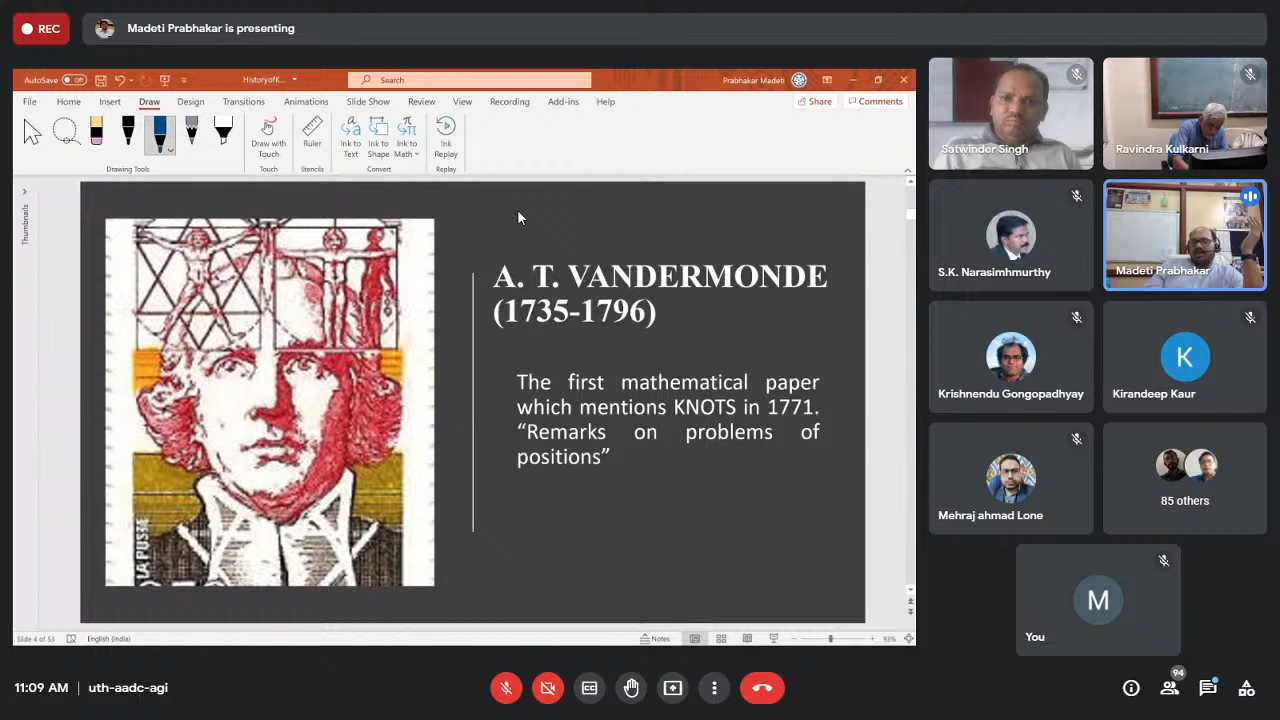 REC
Madeti Prabhakar is presenting
AutoSave Off
HistoryofK...
Search
Prabhakar Madeti
File Home Insert Draw Design Transitions Animations Slide Show Review View Recording Add-ins Help
Share Comments
Draw with Touch
Ruler
Ink to Text
Ink to Shape
Ink to Math
Ink Replay
Drawing Tools Touch Stencils Convert Replay
Thumbnails
A. T. VANDERMONDE
(1735-1796)
The first mathematical paper
which mentions KNOTS in 1771.
“Remarks on problems of
positions”
LA POSTE
Slide 4 of 53 English (India) Notes 93%
Satwinder Singh
Ravindra Kulkarni
S.K. Narasimhmurthy
Madeti Prabhakar
Krishnendu Gongopadhyay
K
Kirandeep Kaur
Mehraj ahmad Lone
85 others
M
You
11:09 AM | uth-aadc-agi
94